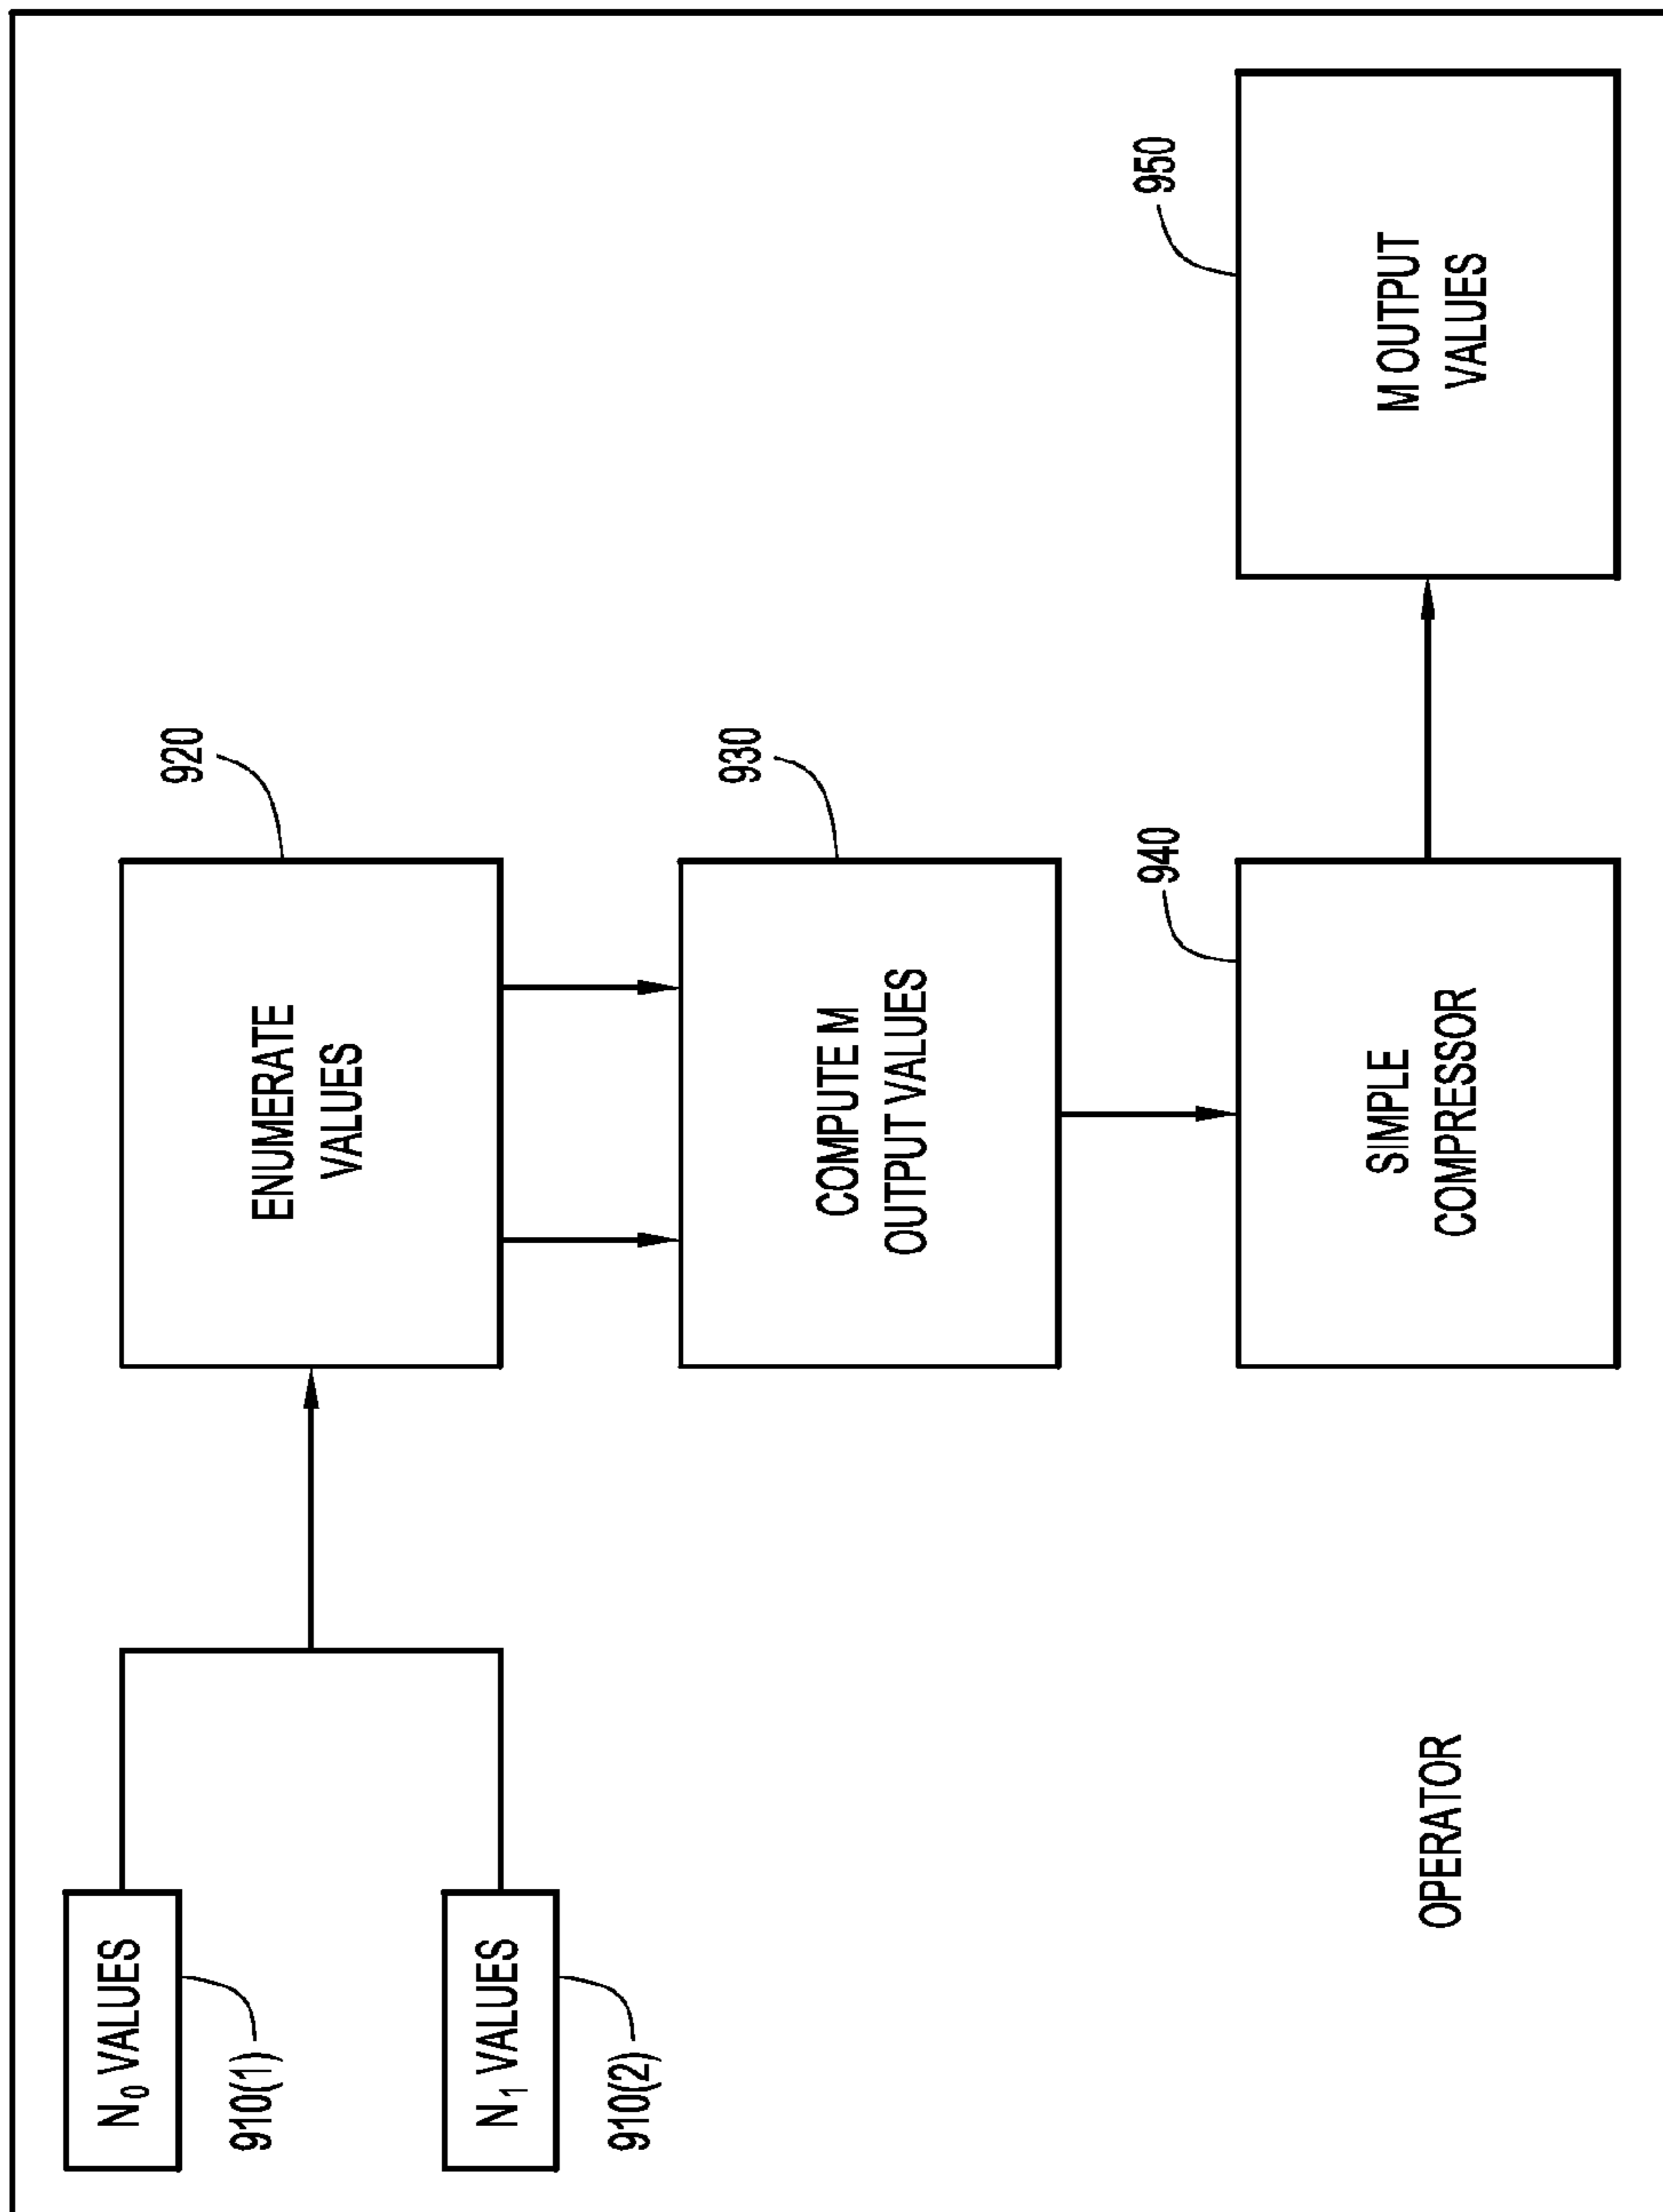 N0 VALUES
910(1)
N1 VALUES
910(2)
ENUMERATE
VALUES
920
COMPUTE M
OUTPUT VALUES
930
SIMPLE
COMPRESSOR
940
M OUTPUT
VALUES
950
OPERATOR